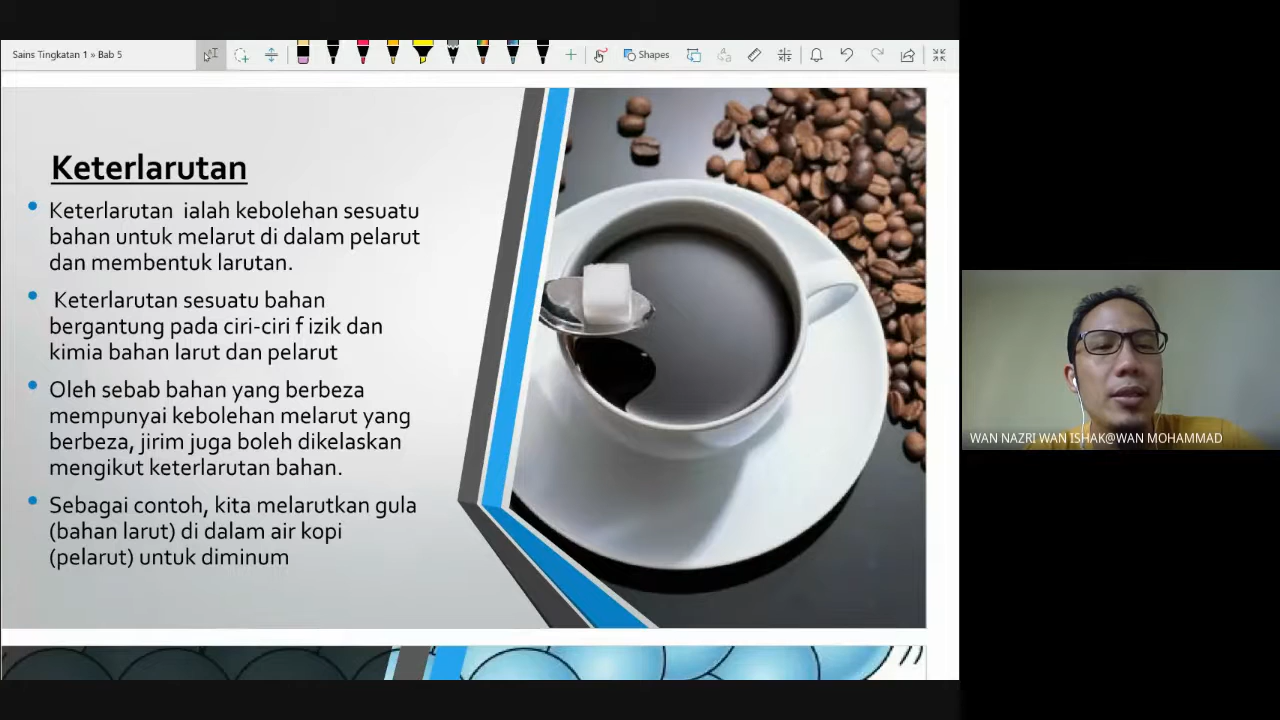 Sains Tingkatan 1 » Bab 5
Shapes
Keterlarutan
Keterlarutan ialah kebolehan sesuatu
bahan untuk melarut di dalam pelarut
dan membentuk larutan.
Keterlarutan sesuatu bahan
bergantung pada ciri-ciri f izik dan
kimia bahan larut dan pelarut
Oleh sebab bahan yang berbeza
mempunyai kebolehan melarut yang
berbeza, jirim juga boleh dikelaskan
mengikut keterlarutan bahan.
Sebagai contoh, kita melarutkan gula
(bahan larut) di dalam air kopi
(pelarut) untuk diminum
WAN NAZRI WAN ISHAK@WAN MOHAMMAD